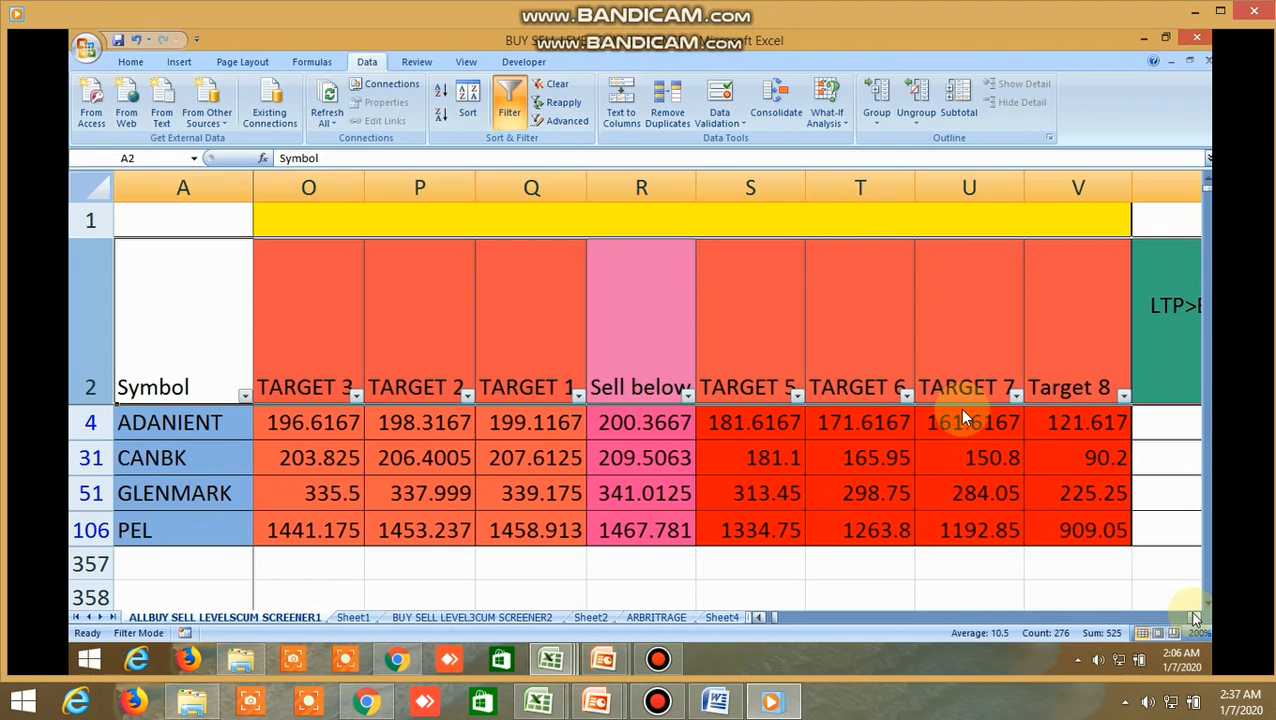 www.BANDICAM.com
www.BANDICAM.com
BUY SELL LEVEL
Microsoft Excel
Home Insert Page Layout Formulas Data Review View Developer
From Access
From Web
From Text
From Other Sources
Existing Connections
Get External Data
Refresh All
Connections
Properties
Edit Links
Connections
Sort
Filter
Clear
Reapply
Advanced
Sort & Filter
Text to Columns
Remove Duplicates
Data Validation
Consolidate
What-If Analysis
Data Tools
Group
Ungroup
Subtotal
Show Detail
Hide Detail
Outline
A2 fx Symbol
A O P Q R S T U V
1
2 Symbol TARGET 3 TARGET 2 TARGET 1 Sell below TARGET 5 TARGET 6 TARGET 7 Target 8
LTP>
4 ADANIENT 196.6167 198.3167 199.1167 200.3667 181.6167 171.6167 161.6167 121.617
31 CANBK 203.825 206.4005 207.6125 209.5063 181.1 165.95 150.8 90.2
51 GLENMARK 335.5 337.999 339.175 341.0125 313.45 298.75 284.05 225.25
106 PEL 1441.175 1453.237 1458.913 1467.781 1334.75 1263.8 1192.85 909.05
357
358
ALLBUY SELL LEVELSCUM SCREENER1 Sheet1 BUY SELL LEVEL3CUM SCREENER2 Sheet2 ARBRITRAGE Sheet4
Ready Filter Mode Average: 10.5 Count: 276 Sum: 525 200%
2:06 AM
1/7/2020
2:37 AM
1/7/2020